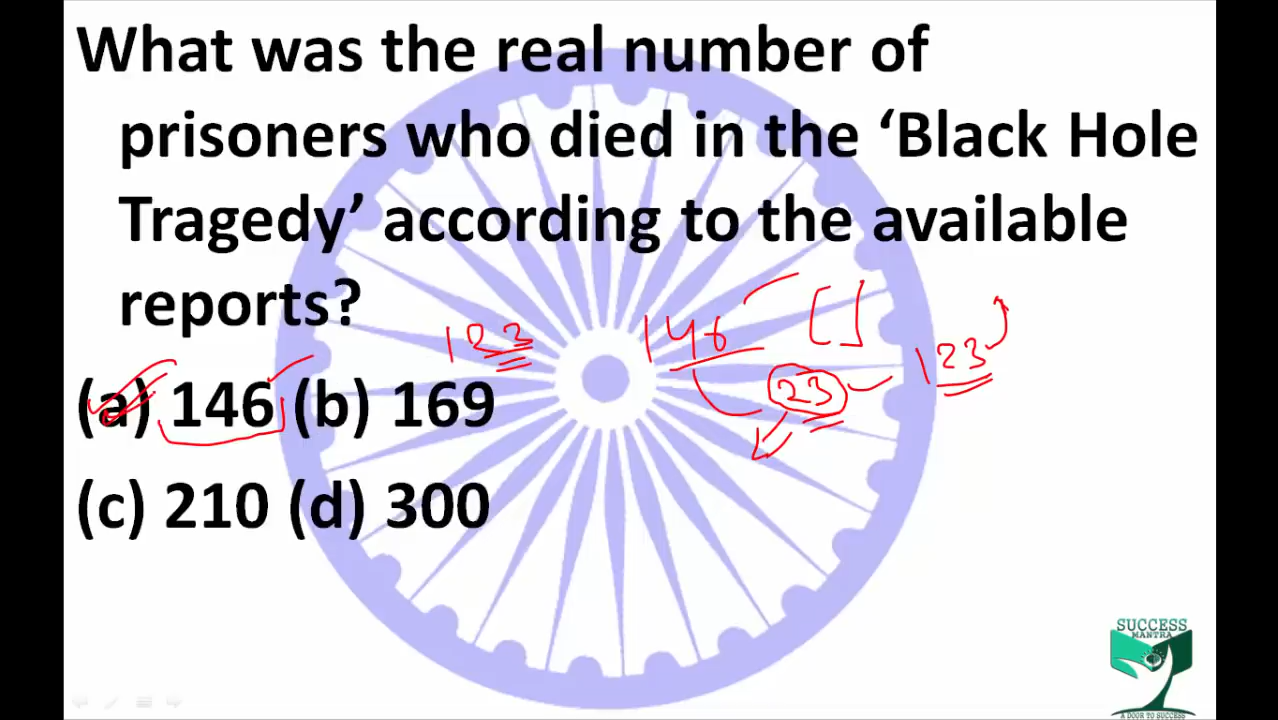 What was the real number of
prisoners who died in the ‘Black Hole
Tragedy’ according to the available
reports?
123 146 [ ] 123
23
(a) 146 (b) 169
(c) 210 (d) 300
SUCCESS
MANTRA
A DOOR TO SUCCESS